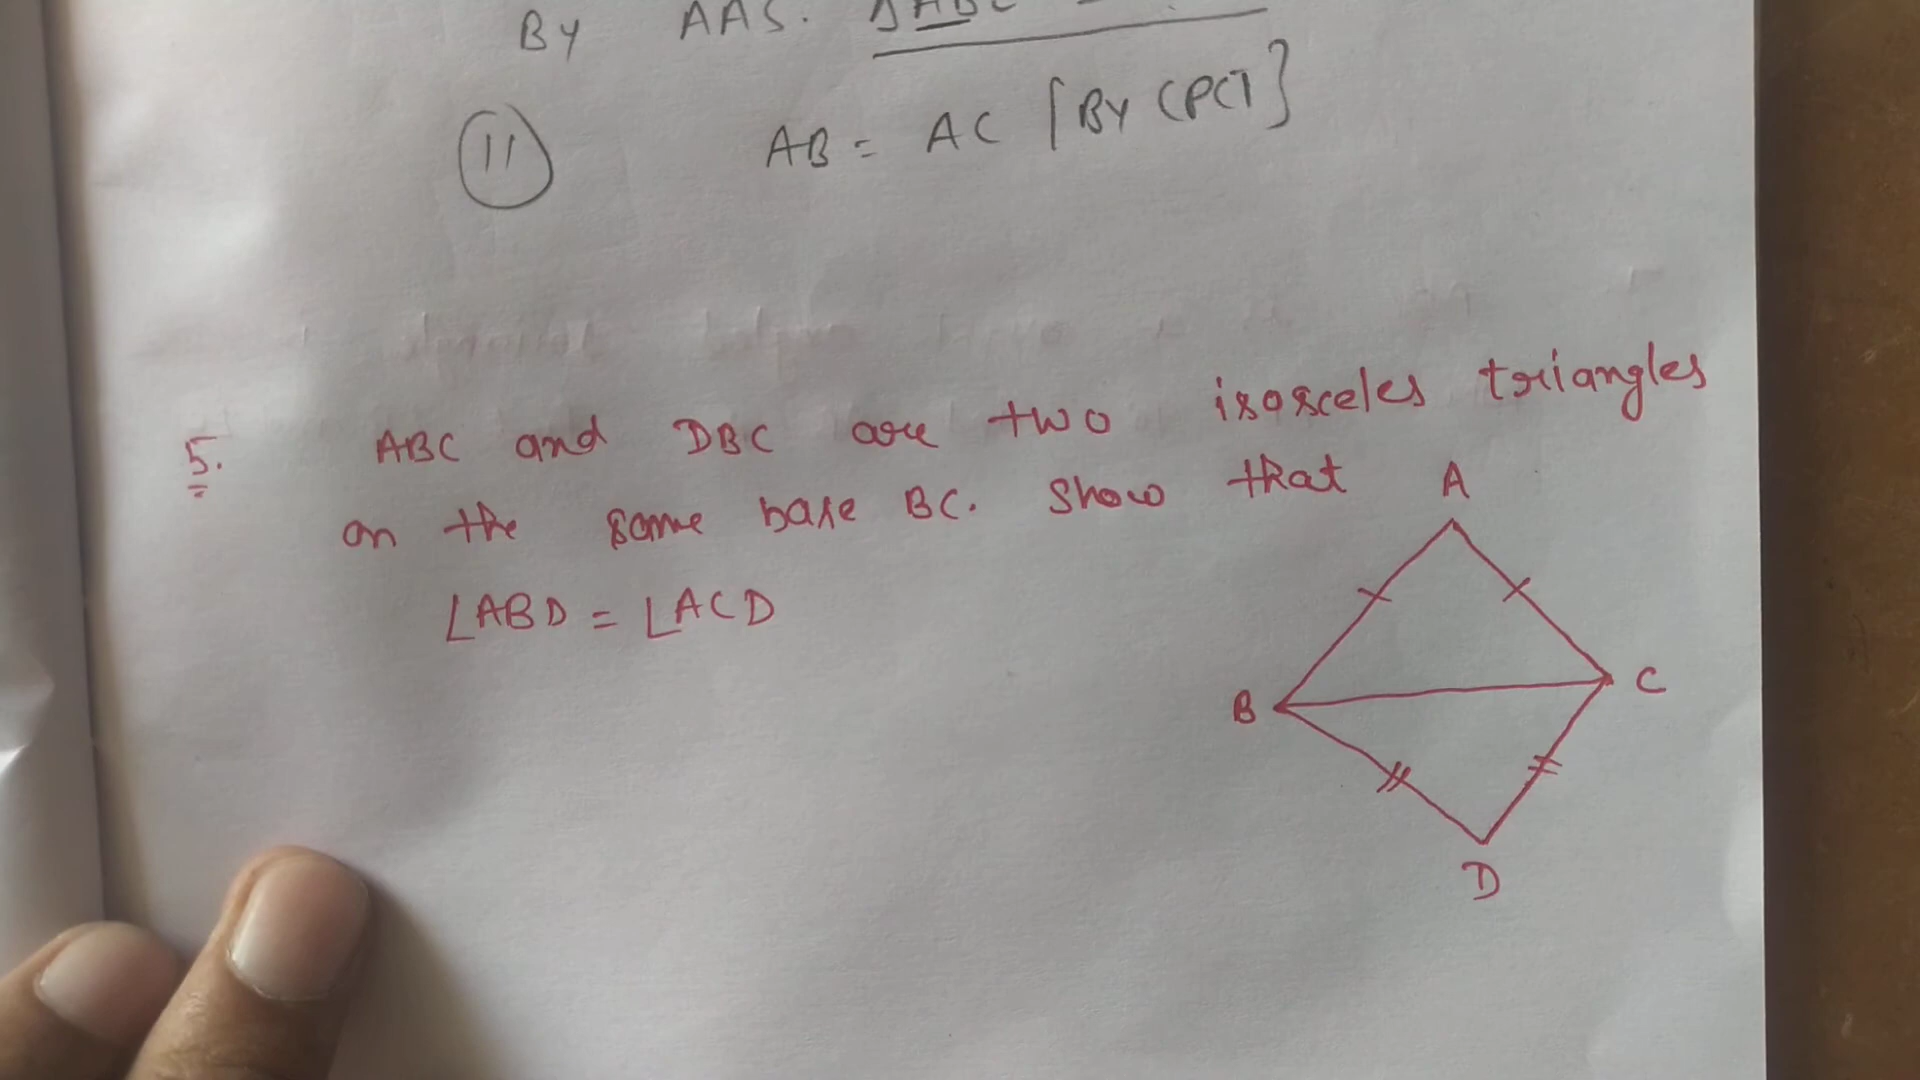 By AAS.
11
AB = AC [By CPCT]
5. ABC and DBC are two isosceles triangles
on the same base BC. Show that
∠ABD = ∠ACD
A
B
C
D